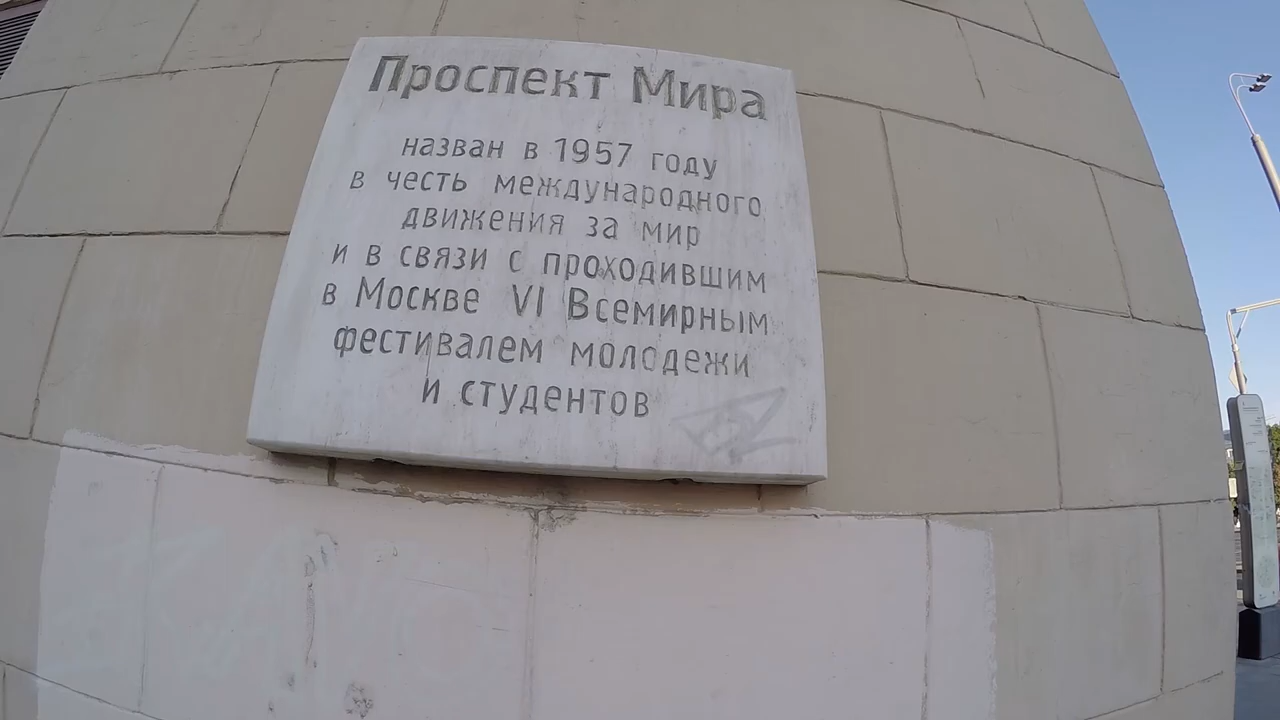 Проспект Мира
назван в 1957 году
в честь международного
движения за мир
и в связи с проходившим
в Москве VI Всемирным
фестивалем молодежи
и студентов